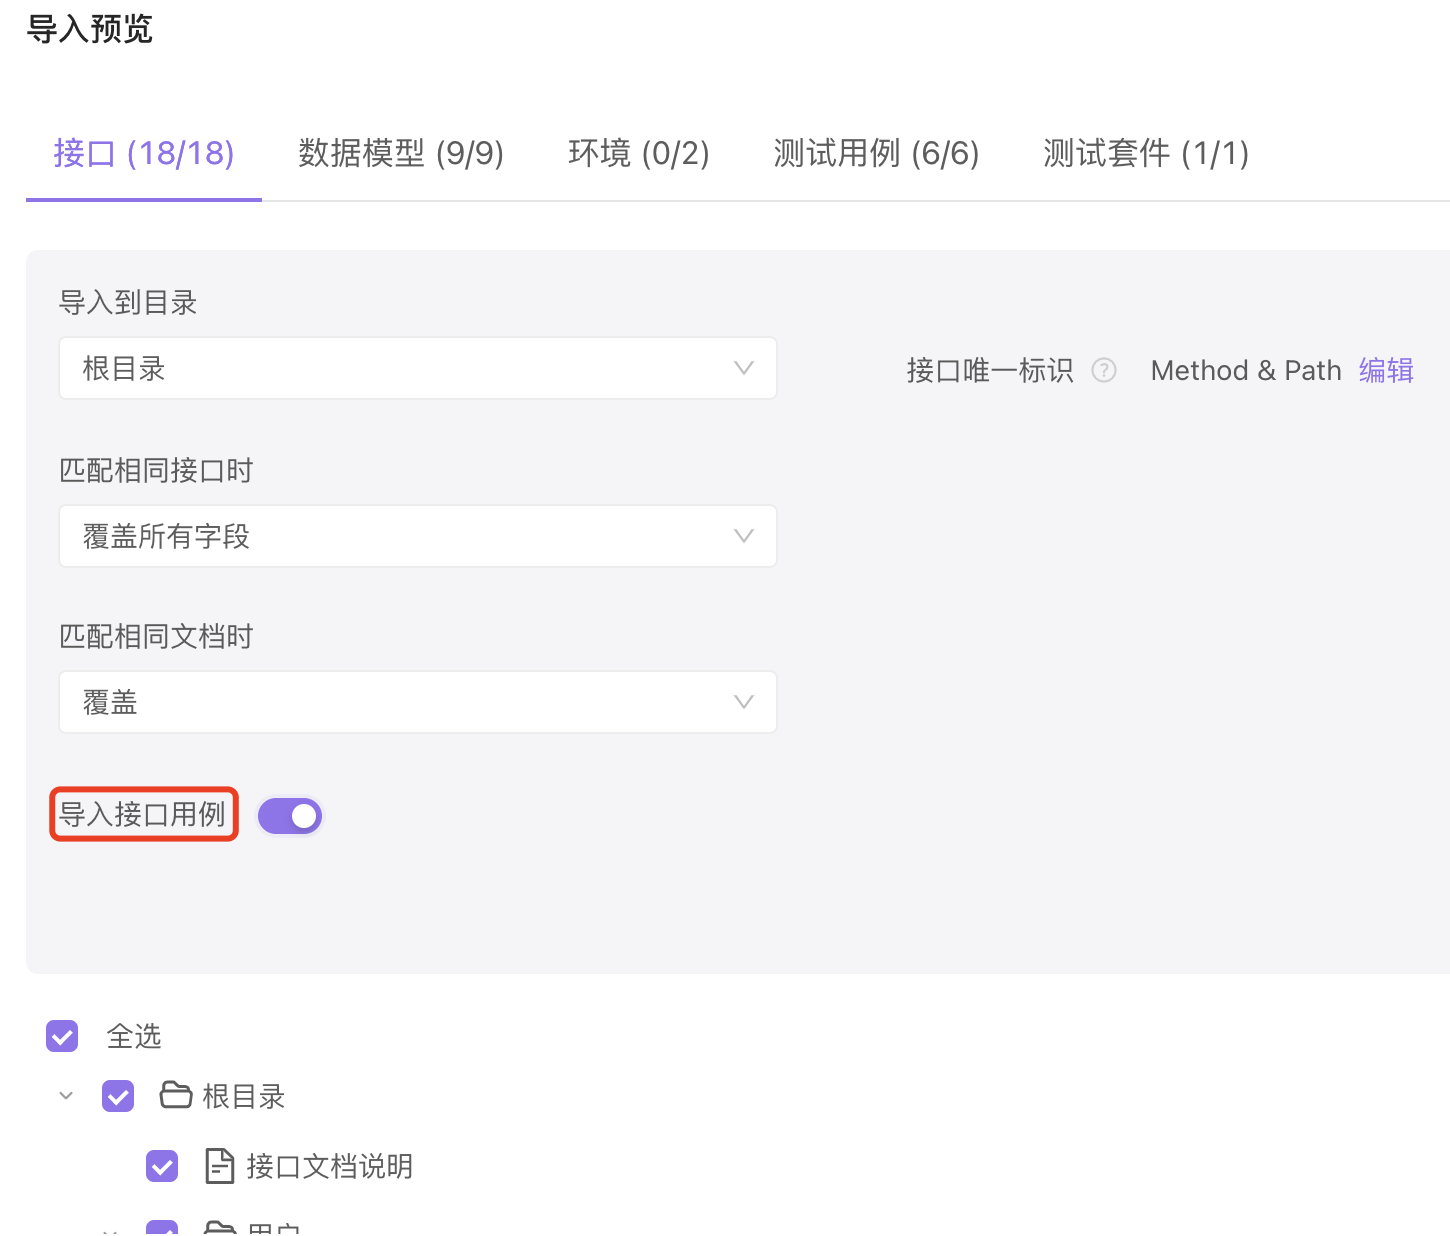 导入预览
接口 (18/18) 数据模型 (9/9) 环境 (0/2) 测试用例 (6/6) 测试套件 (1/1)
导入到目录
根目录
接口唯一标识 ? Method & Path 编辑
匹配相同接口时
覆盖所有字段
匹配相同文档时
覆盖
导入接口用例
全选
根目录
接口文档说明
用户